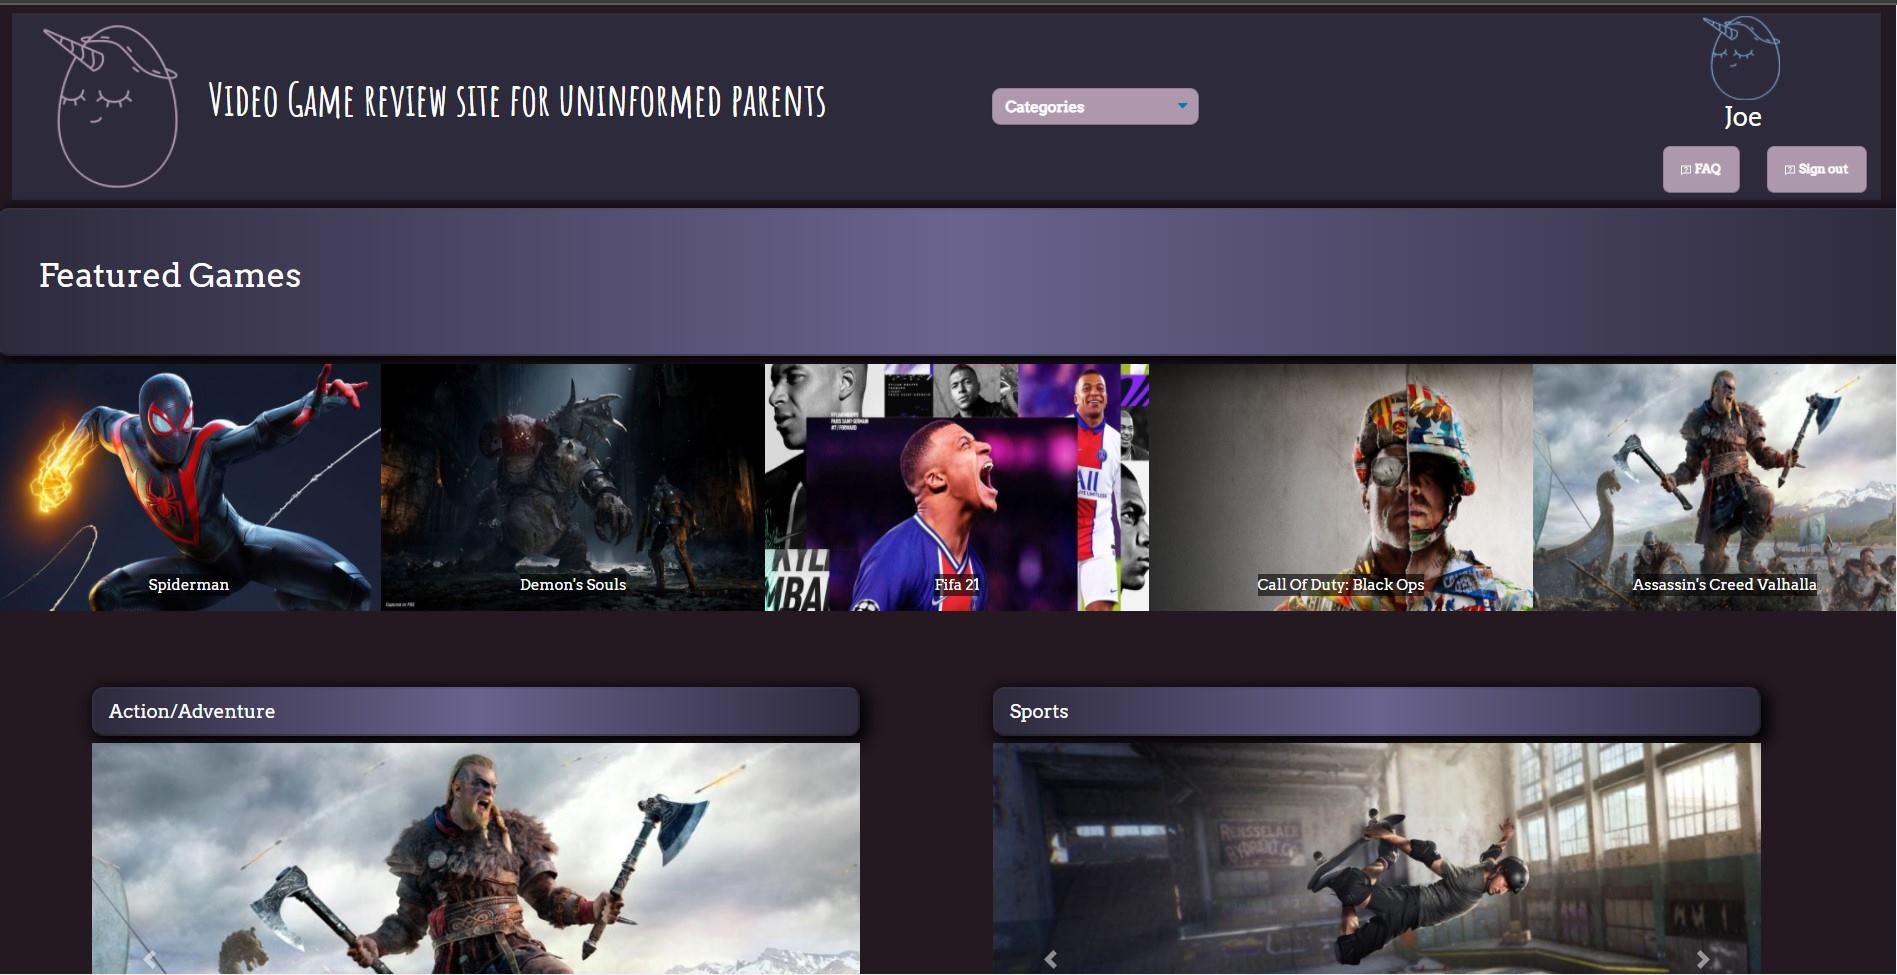 Video Game review site for uninformed parents
Categories
Joe
FAQ
Sign out
Featured Games
Spiderman
Demon's Souls
Fifa 21
Call Of Duty: Black Ops
Assassin's Creed Valhalla
Action/Adventure
Sports